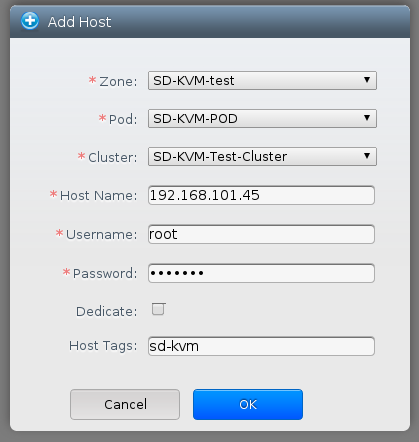 Add Host
*Zone: SD-KVM-test
*Pod: SD-KVM-POD
*Cluster: SD-KVM-Test-Cluster
*Host Name: 192.168.101.45
*Username: root
*Password: •••••••
Dedicate:
Host Tags: sd-kvm
Cancel OK